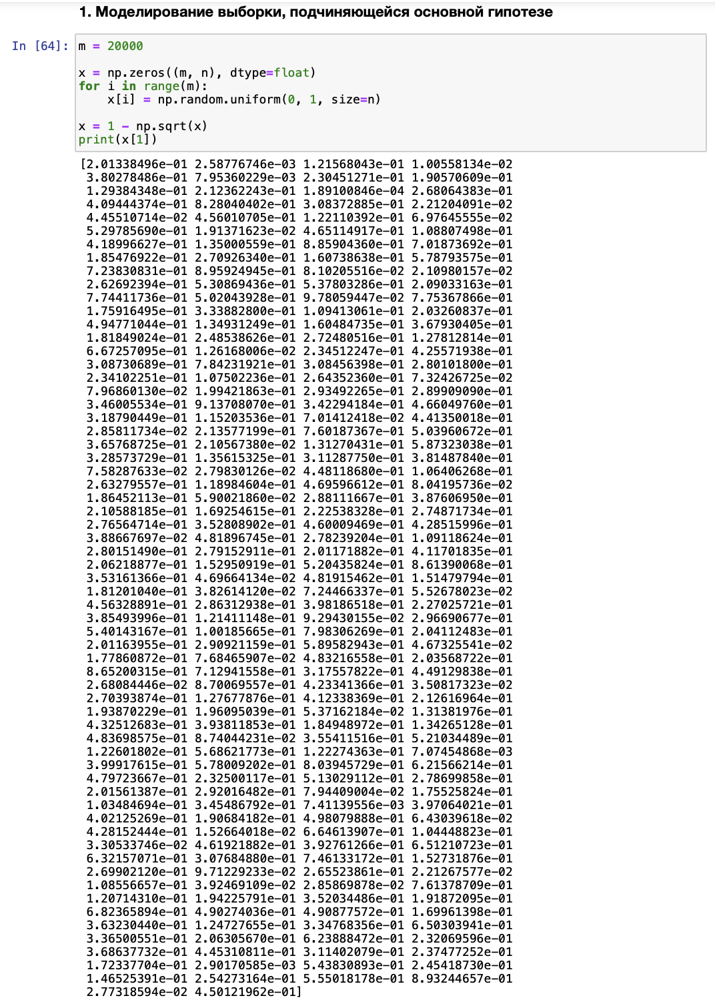 1. Моделирование выборки, подчиняющейся основной гипотезе
In [64]: m = 20000
x = np.zeros((m, n), dtype=float)
for i in range(m):
    x[i] = np.random.uniform(0, 1, size=n)
x = 1 - np.sqrt(x)
print(x[1])
[2.01338496e-01 2.58776746e-03 1.21568043e-01 1.00558134e-02
3.80278486e-01 7.95360229e-03 2.30451271e-01 1.90570609e-01
1.29384348e-01 2.12362243e-01 1.89100846e-04 2.68064383e-01
4.09444374e-01 8.28040402e-01 3.08372885e-01 2.21204091e-02
4.45510714e-02 4.56010705e-01 1.22110392e-01 6.97645555e-02
5.29785690e-01 1.91371623e-02 4.65114917e-01 1.08807498e-01
4.18996627e-01 1.35000559e-01 8.85904360e-01 7.01873692e-01
1.85476922e-01 2.70926340e-01 1.60738638e-01 5.78793575e-01
7.23830831e-01 8.95924945e-01 8.10205516e-02 2.10980157e-02
2.62692394e-01 5.30869436e-01 5.37803286e-01 2.09033163e-01
7.74411736e-01 5.02043928e-01 9.78059447e-02 7.75367866e-01
1.75916495e-01 3.33882800e-01 1.09413061e-01 2.03260837e-01
4.94771044e-01 1.34931249e-01 1.60484735e-01 3.67930405e-01
1.81849024e-01 2.48538626e-01 2.72480516e-01 1.27812814e-01
6.67257095e-01 1.26168006e-02 2.34512247e-01 4.25571938e-01
3.08730689e-01 7.84231921e-01 3.08456398e-01 2.80101800e-01
2.34102251e-01 1.07502236e-01 2.64352360e-01 7.32426725e-02
7.96860130e-02 1.99421863e-01 2.93492265e-01 2.89909090e-01
3.46005534e-01 9.13708070e-01 3.42294184e-01 4.66049760e-01
3.18790449e-01 1.15203536e-01 7.01412418e-02 4.41350018e-01
2.85811734e-02 2.13577199e-01 7.60187367e-01 5.03960672e-01
3.65768725e-01 2.10567380e-02 1.31270431e-01 5.87323038e-01
3.28573729e-01 1.35615325e-01 3.11287750e-01 3.81487840e-01
7.58287633e-02 2.79830126e-02 4.48118680e-01 1.06406268e-01
2.63279557e-01 1.18984604e-01 4.69596612e-01 8.04195736e-02
1.86452113e-01 5.90021860e-02 2.88111667e-01 3.87606950e-01
2.10588185e-01 1.69254615e-01 2.22538328e-01 2.74871734e-01
2.76564714e-01 3.52808902e-01 4.60009469e-01 4.28515996e-01
3.88667697e-02 4.81896745e-01 2.78239204e-01 1.09118624e-01
2.80151490e-01 2.79152911e-01 2.01171882e-01 4.11701835e-01
2.06218877e-01 1.52950919e-01 5.20435824e-01 8.61390068e-01
3.53161366e-01 4.69664134e-02 4.81915462e-01 1.51479794e-01
1.81201040e-01 3.82614120e-02 7.24466337e-01 5.52678023e-02
4.56328891e-01 2.86312938e-01 3.98186518e-01 2.27025721e-01
3.85493996e-01 1.21411148e-01 9.29430155e-02 2.96690677e-01
5.40143167e-01 1.00185665e-01 7.98306269e-01 2.04112483e-01
2.01163955e-01 2.90921159e-01 5.89582943e-01 4.67325541e-02
1.77860872e-01 7.68465907e-02 4.83216558e-01 2.03568722e-01
8.65200315e-01 7.12941558e-01 3.17557822e-01 4.49129838e-01
2.68084446e-02 8.70069557e-01 4.23341366e-01 3.50817323e-02
2.70393874e-01 1.27677876e-01 4.12338369e-01 2.12616964e-01
1.93870229e-01 1.96095039e-01 5.37162184e-02 1.31381976e-01
4.32512683e-01 3.93811853e-01 1.84948972e-01 1.34265128e-01
4.83698575e-01 8.74044231e-02 3.55411516e-01 5.21034489e-01
1.22601802e-01 5.68621773e-01 1.22274363e-01 7.07454868e-03
3.99917615e-01 5.78009202e-01 8.03945729e-01 6.21566214e-01
4.79723667e-01 2.32500117e-01 5.13029112e-01 2.78699858e-01
2.01561387e-01 2.92016482e-01 7.94409004e-02 1.75525824e-01
1.03484694e-01 3.45486792e-01 7.41139556e-03 3.97064021e-01
4.02125269e-01 1.90684182e-01 4.98079888e-01 6.43039618e-02
4.28152444e-01 1.52664018e-02 6.64613907e-01 1.04448823e-01
3.30533746e-02 4.61921882e-01 3.92761266e-01 6.51210723e-01
6.32157071e-01 3.07684880e-01 7.46133172e-01 1.52731876e-01
2.69902120e-01 9.71229233e-02 2.65523861e-01 2.21267577e-02
1.08556657e-01 3.92469109e-02 2.85869878e-02 7.61378709e-01
1.20714310e-01 1.94225791e-01 3.52034486e-01 1.91872095e-01
6.82365894e-01 4.90274036e-01 4.90877572e-01 1.69961398e-01
3.63230440e-01 1.24727655e-01 3.34768356e-01 6.50303941e-01
3.36500551e-01 2.06305670e-01 6.23888472e-01 2.32069596e-01
3.68637732e-01 4.45310811e-01 3.11402079e-01 2.37477252e-01
1.72337704e-01 2.90170585e-03 5.43830893e-01 2.45418730e-01
1.46525391e-01 2.54273164e-01 5.55018178e-01 8.93244657e-01
2.77318594e-02 4.50121962e-01]